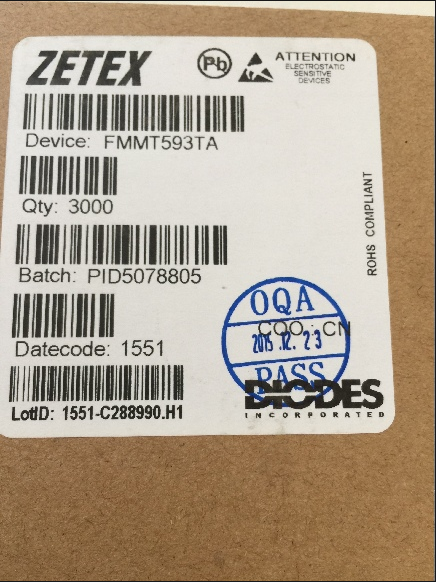 ZETEX
Pb
ATTENTION
ELECTROSTATIC
SENSITIVE
DEVICES
Device: FMMT593TA
Qty: 3000
ROHS COMPLIANT
Batch: PID5078805
OQA
COO: CN
2015.12.23
PASS
Datecode: 1551
DIODES
INCORPORATED
LotID: 1551-C288990.H1